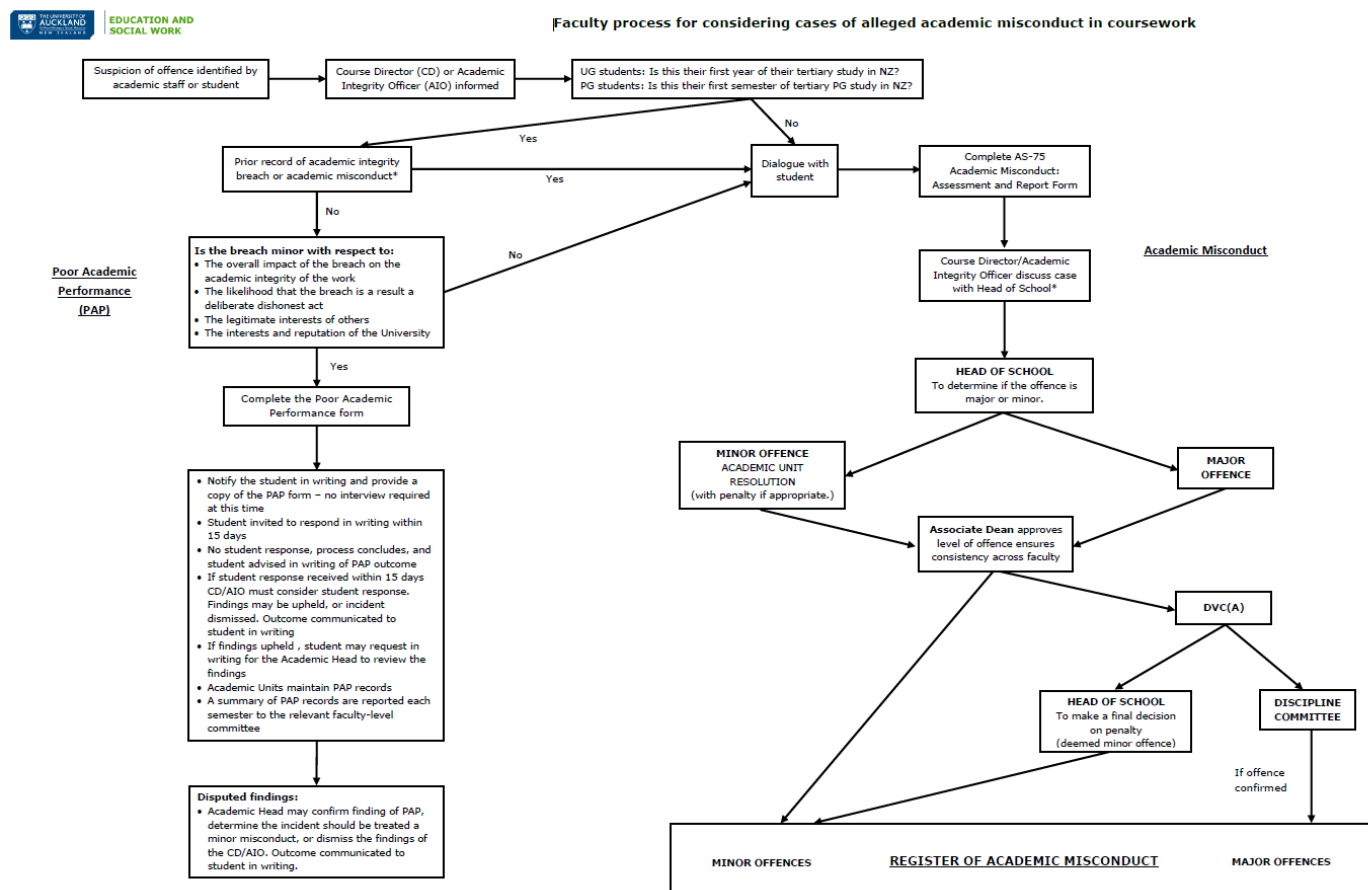 THE UNIVERSITY OF
AUCKLAND
NEW ZEALAND
EDUCATION AND
SOCIAL WORK
Faculty process for considering cases of alleged academic misconduct in coursework
Suspicion of offence identified by
academic staff or student
Course Director (CD) or Academic
Integrity Officer (AIO) informed
UG students: Is this their first year of their tertiary study in NZ?
PG students: Is this their first semester of tertiary PG study in NZ?
Yes
No
Prior record of academic integrity
breach or academic misconduct*
Yes
Dialogue with
student
Complete AS-75
Academic Misconduct:
Assessment and Report Form
No
Poor Academic
Performance
(PAP)
Is the breach minor with respect to:
• The overall impact of the breach on the
academic integrity of the work
• The likelihood that the breach is a result a
deliberate dishonest act
• The legitimate interests of others
• The interests and reputation of the University
No
Course Director/Academic
Integrity Officer discuss case
with Head of School*
Academic Misconduct
Yes
Complete the Poor Academic
Performance form
HEAD OF SCHOOL
To determine if the offence is
major or minor.
MINOR OFFENCE
ACADEMIC UNIT
RESOLUTION
(with penalty if appropriate.)
MAJOR
OFFENCE
• Notify the student in writing and provide a
copy of the PAP form – no interview required
at this time
• Student invited to respond in writing within
15 days
• No student response, process concludes, and
student advised in writing of PAP outcome
• If student response received within 15 days
CD/AIO must consider student response.
Findings may be upheld, or incident
dismissed. Outcome communicated to
student in writing
• If findings upheld , student may request in
writing for the Academic Head to review the
findings
• Academic Units maintain PAP records
• A summary of PAP records are reported each
semester to the relevant faculty-level
committee
Associate Dean approves
level of offence ensures
consistency across faculty
DVC(A)
HEAD OF SCHOOL
To make a final decision
on penalty
(deemed minor offence)
DISCIPLINE
COMMITTEE
If offence
confirmed
Disputed findings:
• Academic Head may confirm finding of PAP,
determine the incident should be treated a
minor misconduct, or dismiss the findings of
the CD/AIO. Outcome communicated to
student in writing.
MINOR OFFENCES
REGISTER OF ACADEMIC MISCONDUCT
MAJOR OFFENCES